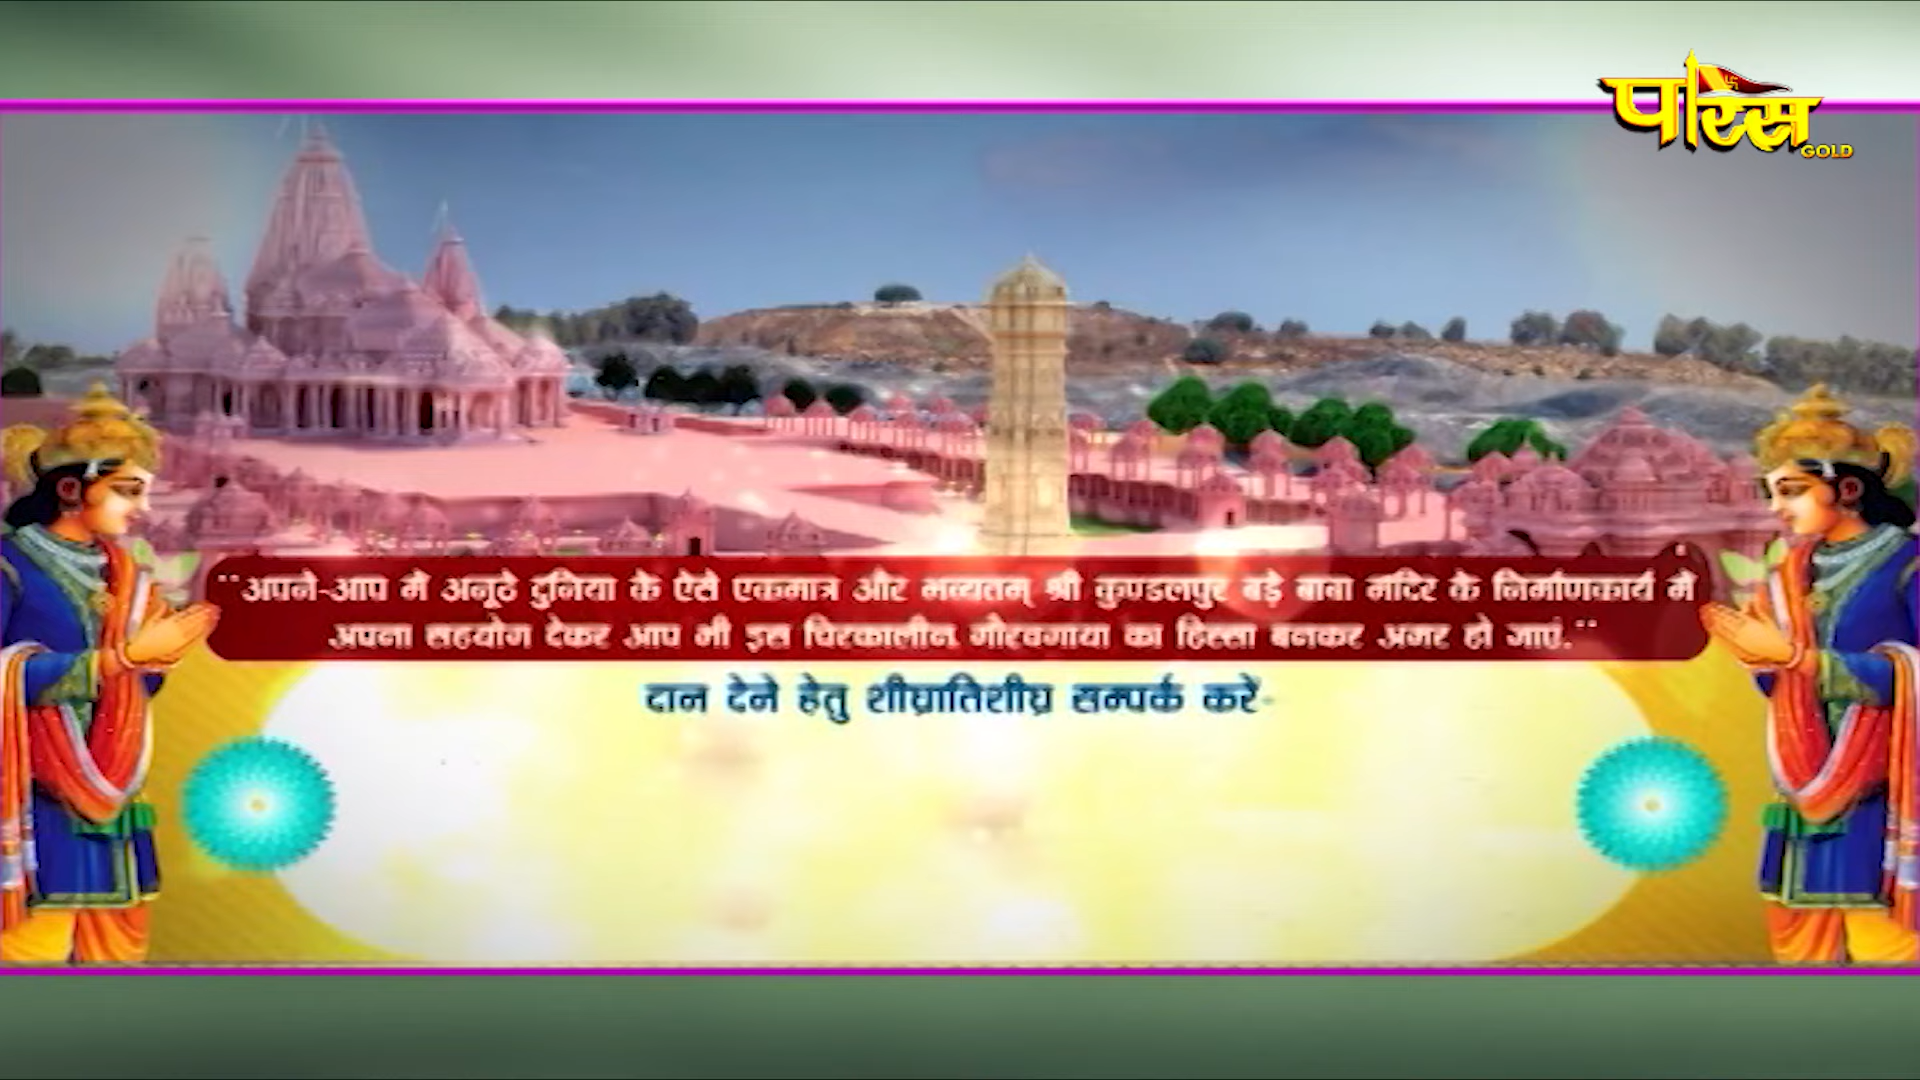 पारस
GOLD
"अपने-आप में अनूठे दुनिया के ऐसे एकमात्र और भव्यतम् श्री कुण्डलपुर बड़े बाबा मंदिर के निर्माणकार्य में
अपना सहयोग देकर आप भी इस चिरकालीन गौरवगाथा का हिस्सा बनकर अमर हो जाएं."
दान देने हेतु शीघ्रातिशीघ्र सम्पर्क करें-